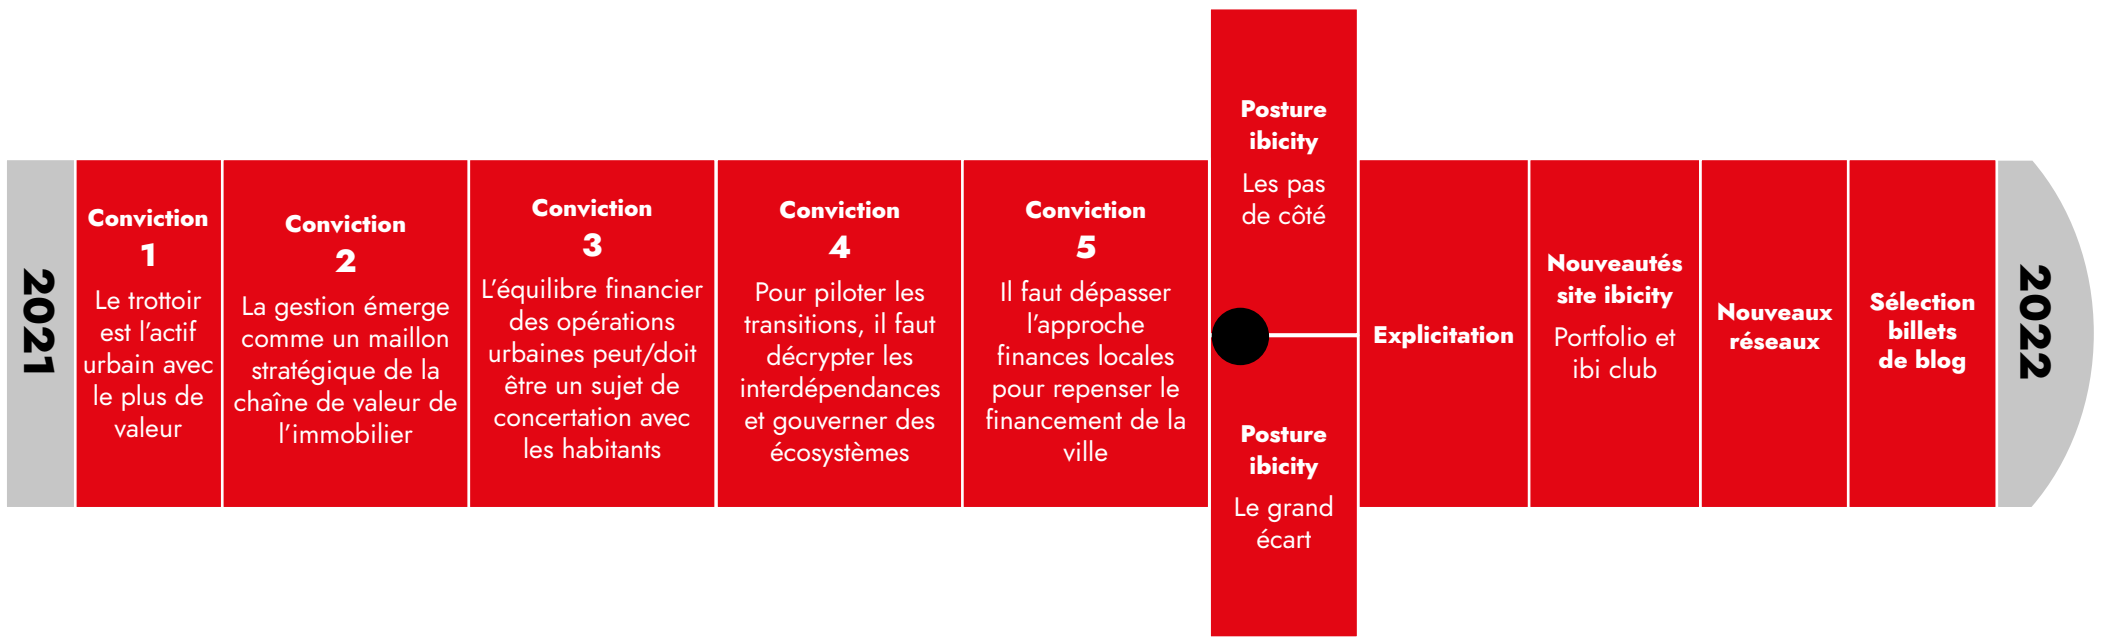 2021
Conviction
1
Le trottoir
est l’actif
urbain avec
le plus de
valeur
Conviction
2
La gestion émerge
comme un maillon
stratégique de la
chaîne de valeur de
l’immobilier
Conviction
3
L’équilibre financier
des opérations
urbaines peut/doit
être un sujet de
concertation avec
les habitants
Conviction
4
Pour piloter les
transitions, il faut
décrypter les
interdépendances
et gouverner des
écosystèmes
Conviction
5
Il faut dépasser
l’approche
finances locales
pour repenser le
financement de la
ville
Posture
ibicity
Les pas
de côté
Posture
ibicity
Le grand
écart
Explicitation
Nouveautés
site ibicity
Portfolio et
ibi club
Nouveaux
réseaux
Sélection
billets
de blog
2022